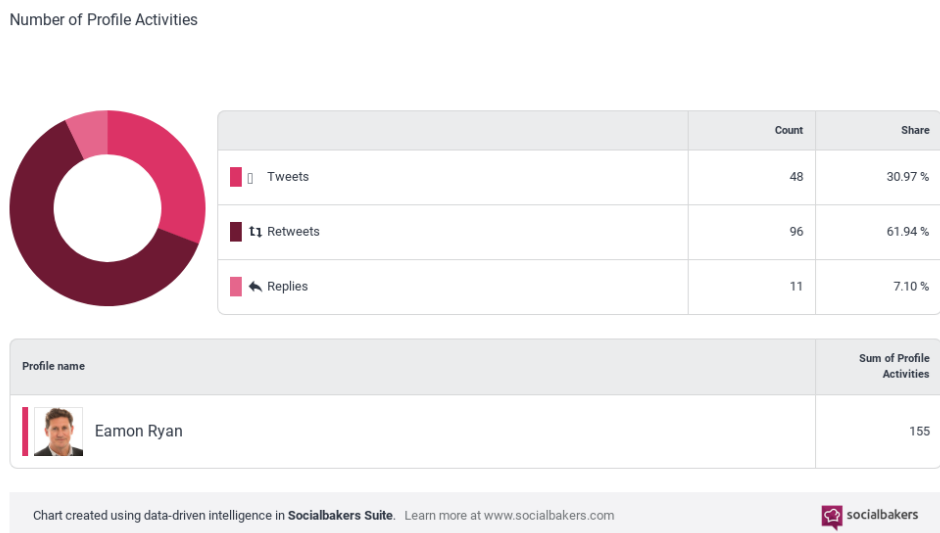 Number of Profile Activities
Count Share
Tweets 48 30.97 %
Retweets 96 61.94 %
Replies 11 7.10 %
Profile name Sum of Profile
Activities
Eamon Ryan 155
Chart created using data-driven intelligence in Socialbakers Suite. Learn more at www.socialbakers.com socialbakers